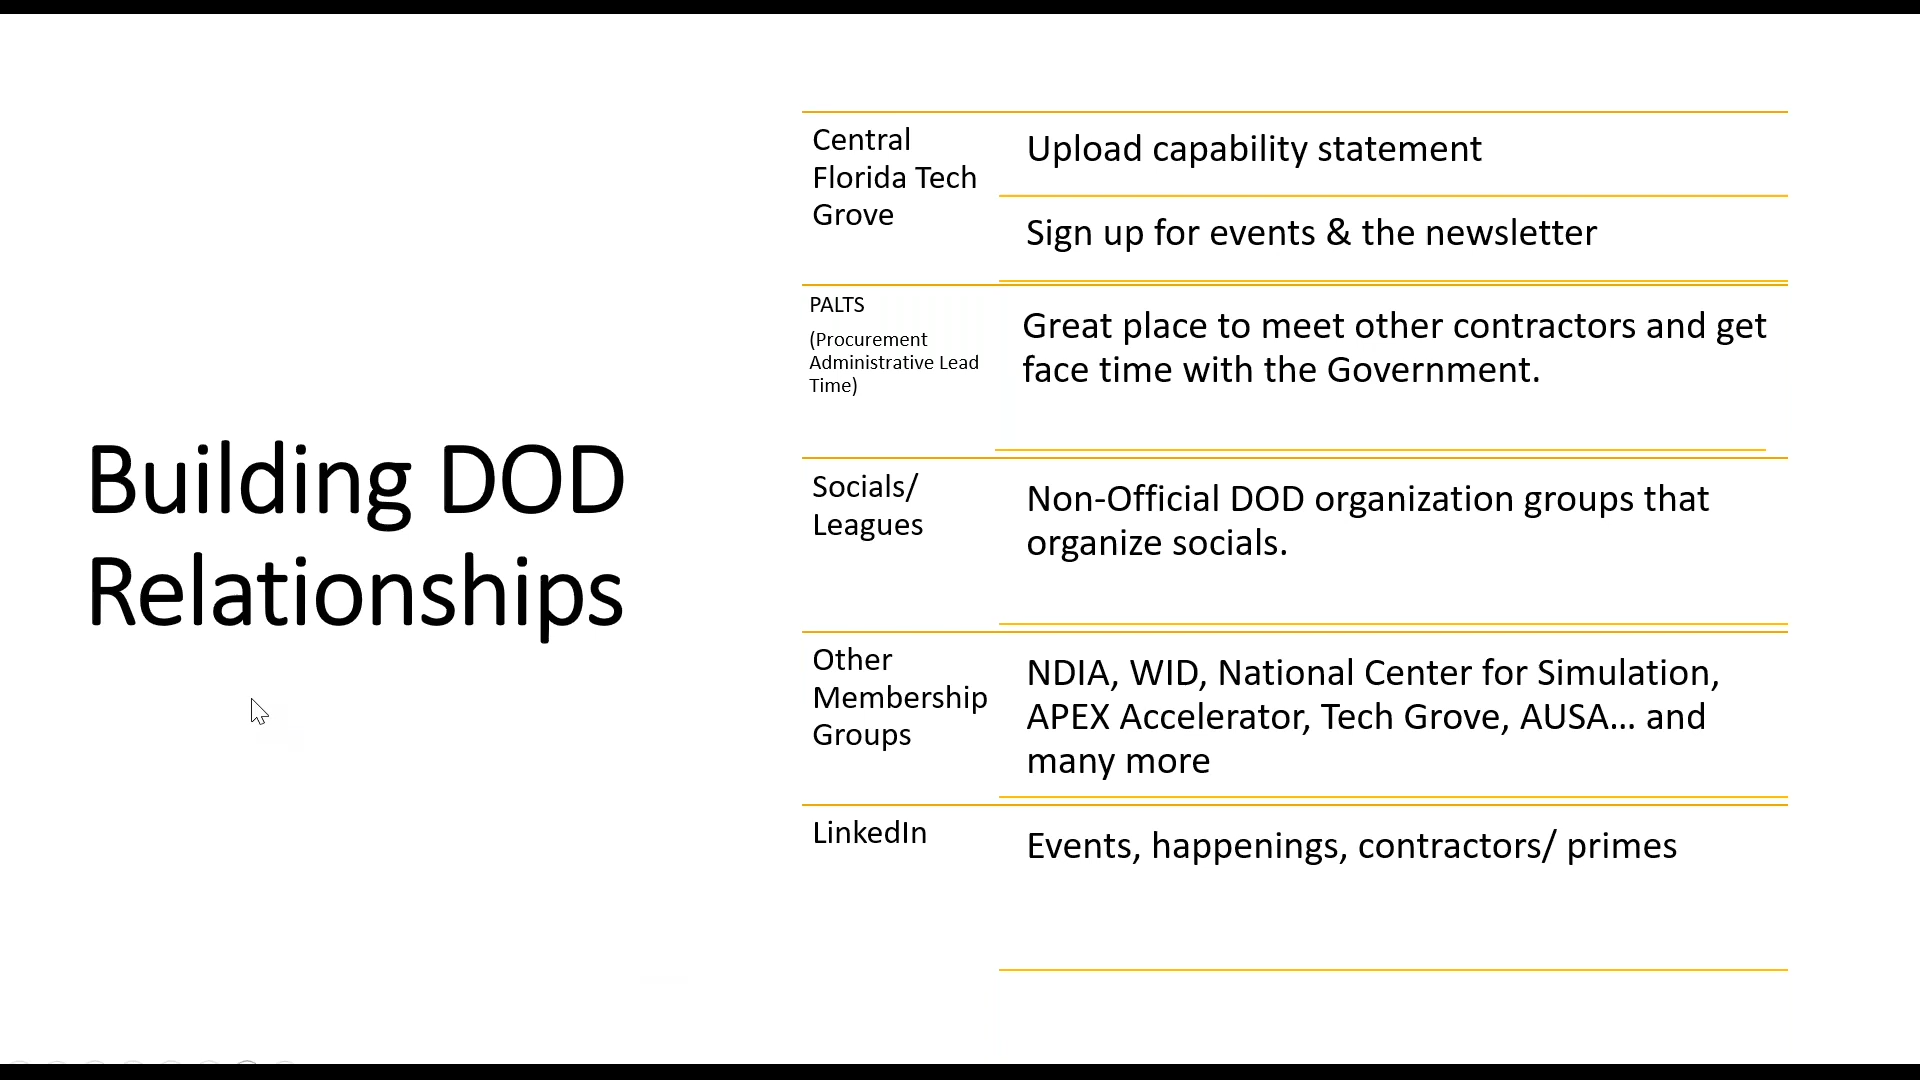 Building DOD
Relationships
Central
Florida Tech
Grove
Upload capability statement
Sign up for events & the newsletter
PALTS
(Procurement
Administrative Lead
Time)
Great place to meet other contractors and get
face time with the Government.
Socials/
Leagues
Non-Official DOD organization groups that
organize socials.
Other
Membership
Groups
NDIA, WID, National Center for Simulation,
APEX Accelerator, Tech Grove, AUSA... and
many more
LinkedIn
Events, happenings, contractors/ primes